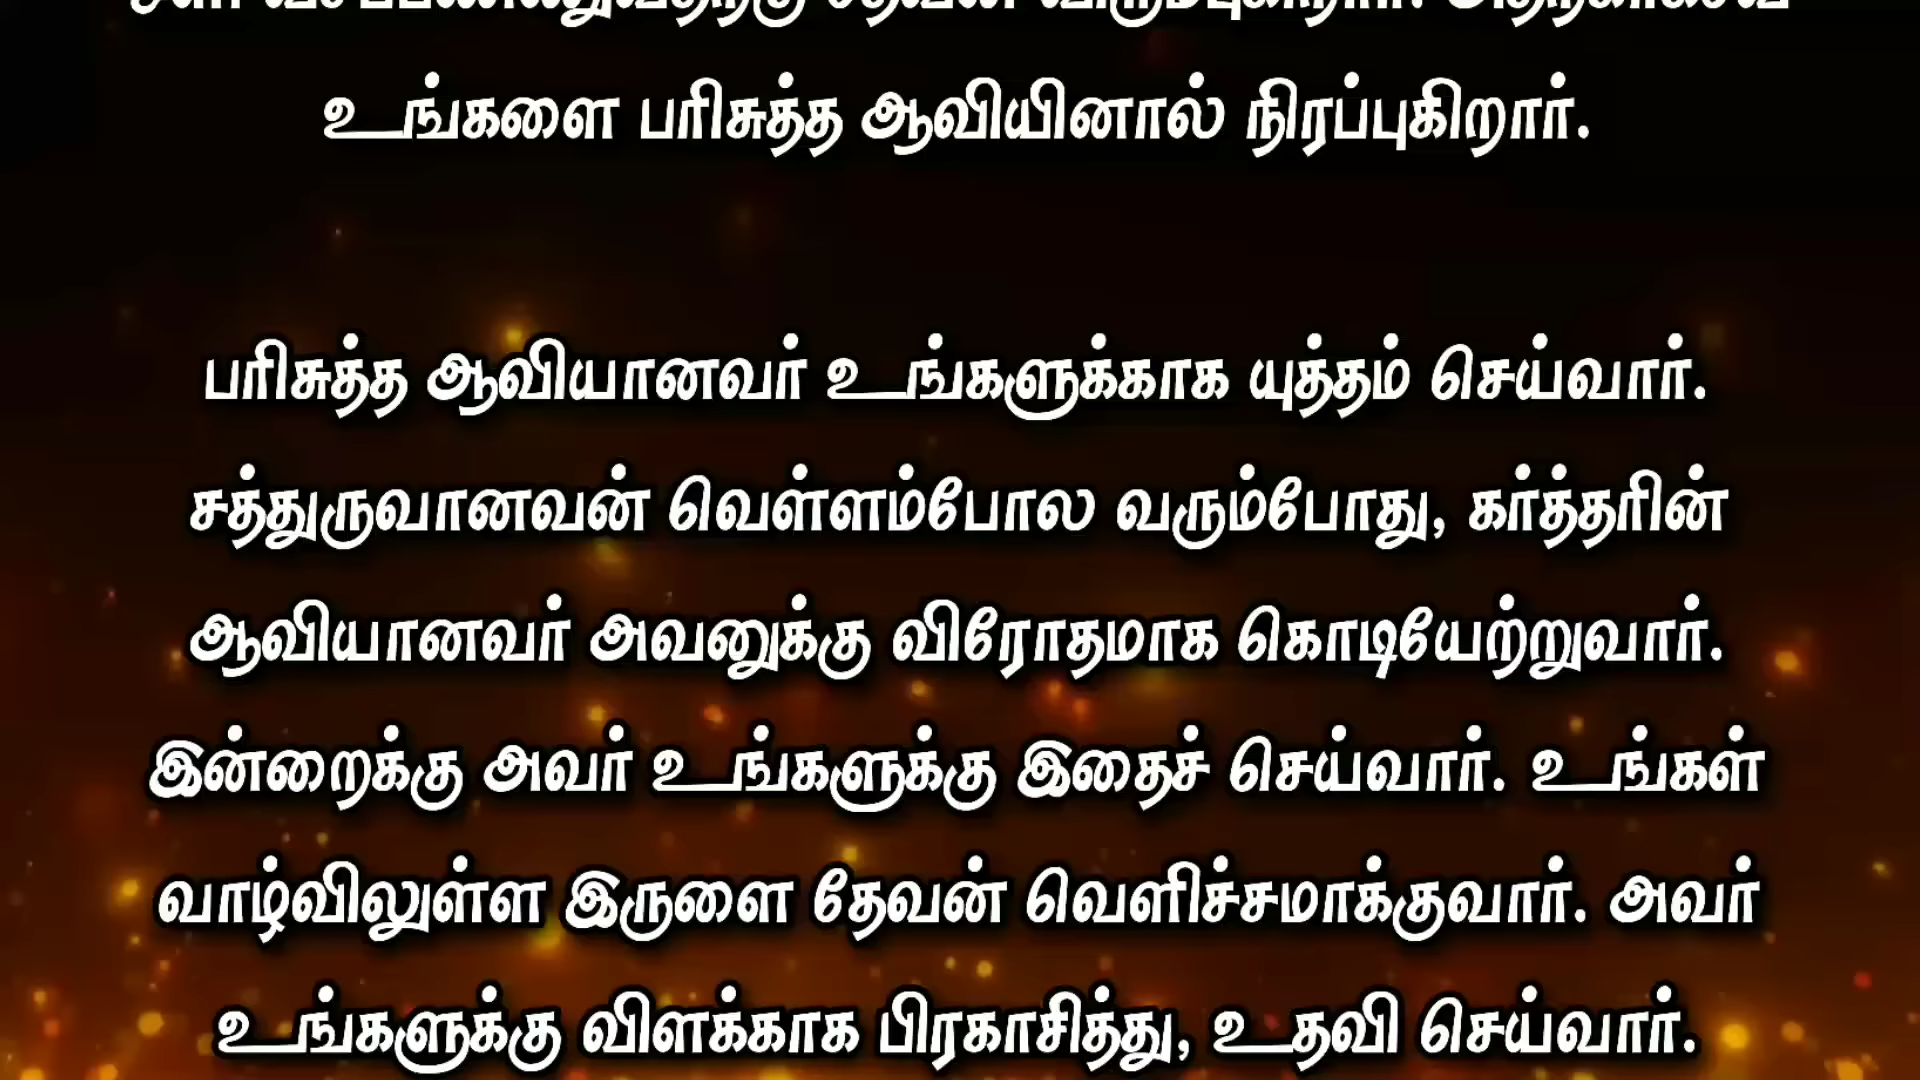 தேவன் விரும்புகிறார்.
உங்களை பரிசுத்த ஆவியினால் நிரப்புகிறார்.
பரிசுத்த ஆவியானவர் உங்களுக்காக யுத்தம் செய்வார்.
சத்துருவானவன் வெள்ளம்போல வரும்போது, கர்த்தரின்
ஆவியானவர் அவனுக்கு விரோதமாக கொடியேற்றுவார்.
இன்றைக்கு அவர் உங்களுக்கு இதைச் செய்வார். உங்கள்
வாழ்விலுள்ள இருளை தேவன் வெளிச்சமாக்குவார். அவர்
உங்களுக்கு விளக்காக பிரகாசித்து, உதவி செய்வார்.